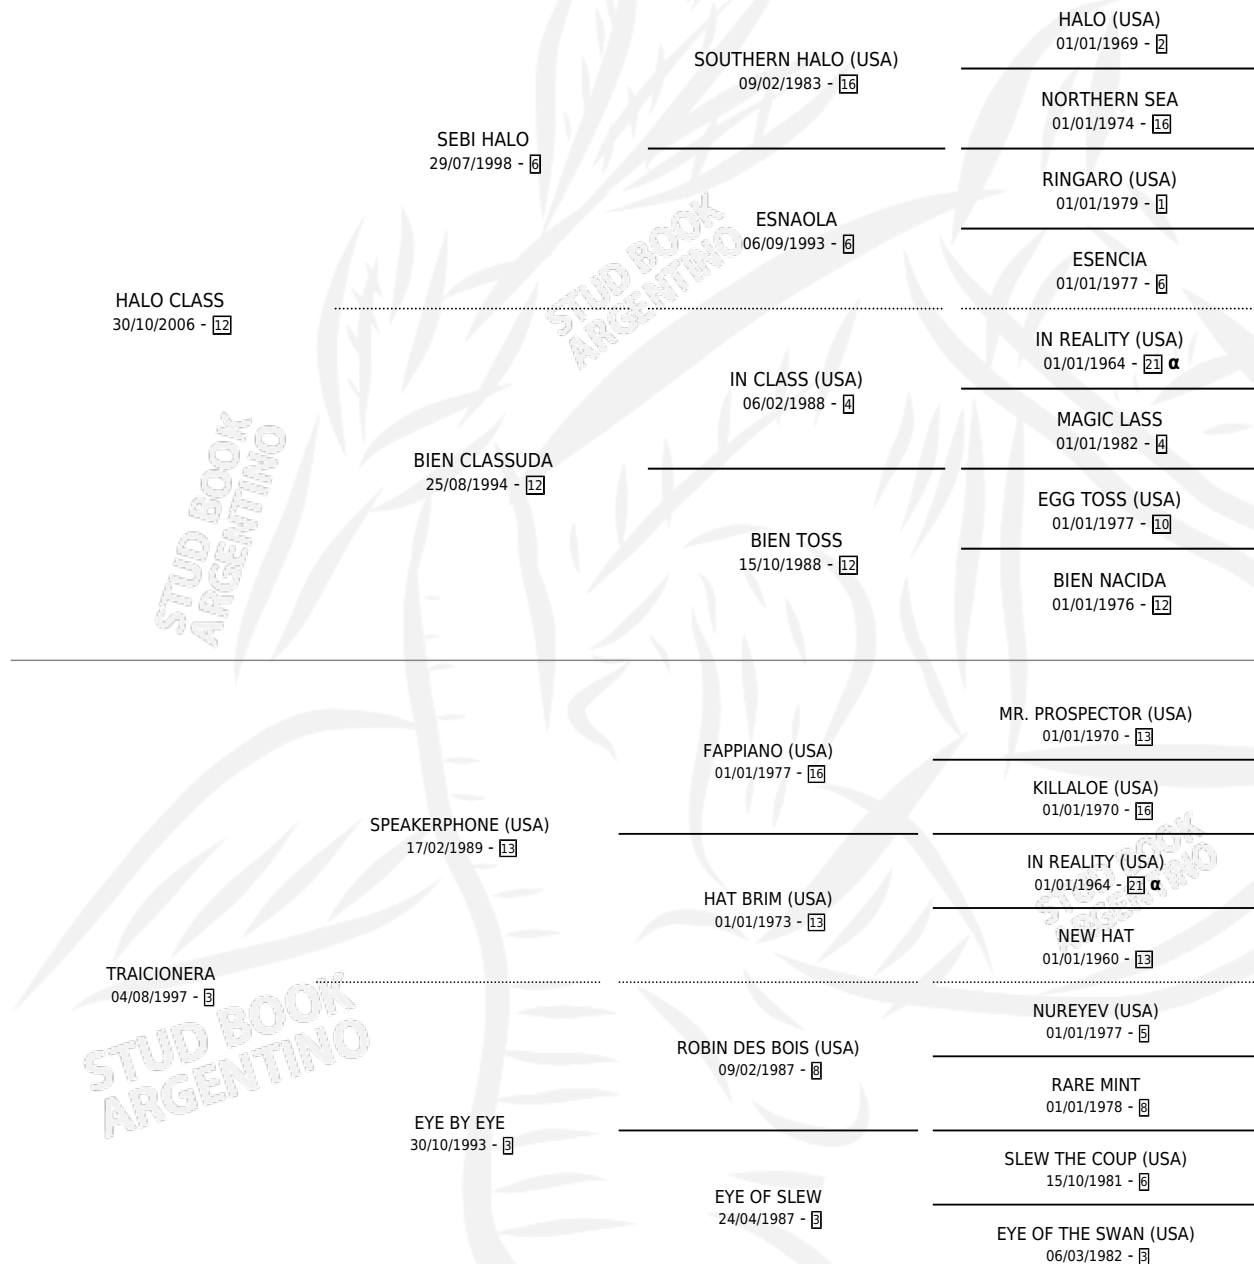 HALO CLASS
30/10/2006 - 12
SEBI HALO
29/07/1998 - 6
SOUTHERN HALO (USA)
09/02/1983 - 16
HALO (USA)
01/01/1969 - 2
NORTHERN SEA
01/01/1974 - 16
ESNAOLA
06/09/1993 - 6
RINGARO (USA)
01/01/1979 - 1
ESENCIA
01/01/1977 - 6
BIEN CLASSUDA
25/08/1994 - 12
IN CLASS (USA)
06/02/1988 - 4
IN REALITY (USA)
01/01/1964 - 21 α
MAGIC LASS
01/01/1982 - 4
BIEN TOSS
15/10/1988 - 12
EGG TOSS (USA)
01/01/1977 - 10
BIEN NACIDA
01/01/1976 - 12
TRAICIONERA
04/08/1997 - 3
SPEAKERPHONE (USA)
17/02/1989 - 13
FAPPIANO (USA)
01/01/1977 - 16
MR. PROSPECTOR (USA)
01/01/1970 - 13
KILLALOE (USA)
01/01/1970 - 16
HAT BRIM (USA)
01/01/1973 - 13
IN REALITY (USA)
01/01/1964 - 21 α
NEW HAT
01/01/1960 - 13
EYE BY EYE
30/10/1993 - 3
ROBIN DES BOIS (USA)
09/02/1987 - 8
NUREYEV (USA)
01/01/1977 - 5
RARE MINT
01/01/1978 - 8
EYE OF SLEW
24/04/1987 - 3
SLEW THE COUP (USA)
15/10/1981 - 6
EYE OF THE SWAN (USA)
06/03/1982 - 3
STUD BOOK
ARGENTINO
STUD BOOK
ARGENTINO
STUD BOOK
ARGENTINO
STUD BOOK
ARGENTINO